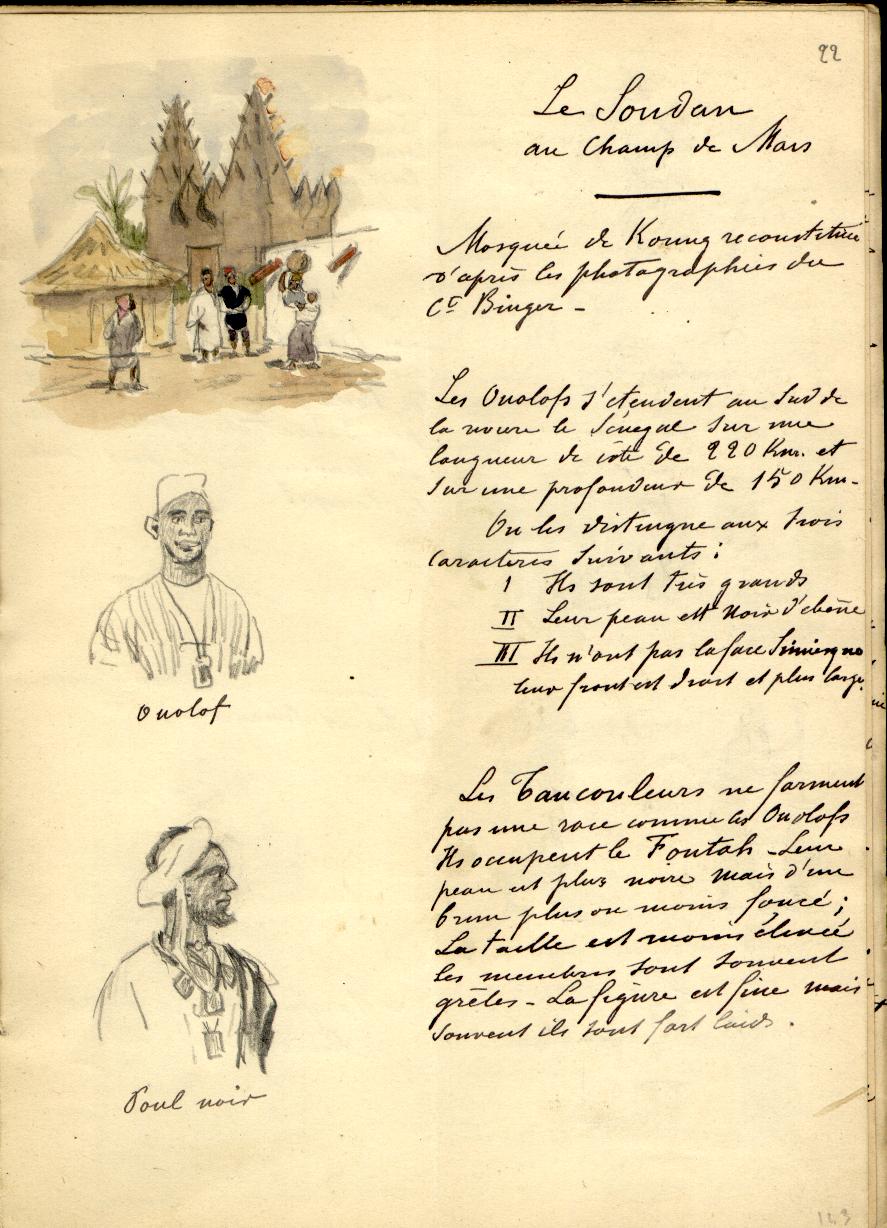 22
Le Soudan
au Champ de Mars
Mosquée de Koung reconstituée
d'après les photographies du
Ct Binger -
Les Ouolofs s'étendent au Sud de
la rivière le Sénégal sur une
longueur de côte de 220 Km. et
sur une profondeur de 150 Km -
On les distingue aux trois
caractères suivants :
I Ils sont très grands
II Leur peau est noir d'ébène
III Ils n'ont pas la face Simiesque
leur front est droit et plus large
Ouolof
Les Toucouleurs ne forment
pas une race comme les Ouolofs
Ils occupent le Foutah - Leur
peau est plus noire mais d'un
brun plus ou moins foncé ;
La taille est moins élancée
les membres sont souvent
grêles - La figure est fine mais
souvent ils sont fort laids .
Poul noir